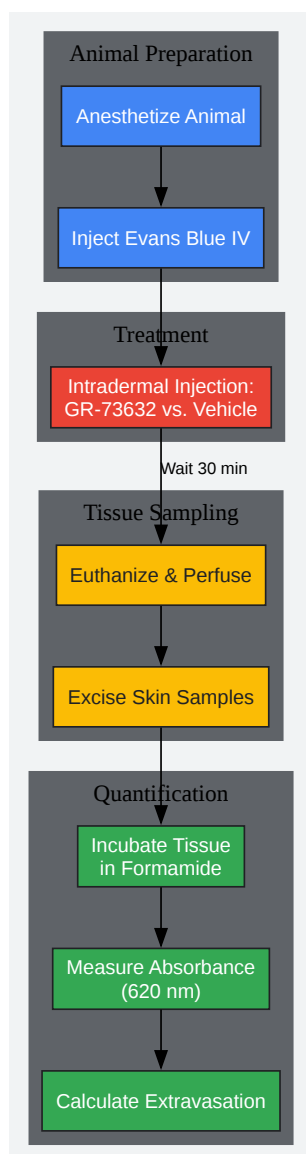 Animal Preparation
Anesthetize Animal
Inject Evans Blue IV
Treatment
Intradermal Injection:
GR-73632 vs. Vehicle
Wait 30 min
Tissue Sampling
Euthanize & Perfuse
Excise Skin Samples
Quantification
Incubate Tissue
in Formamide
Measure Absorbance
(620 nm)
Calculate Extravasation